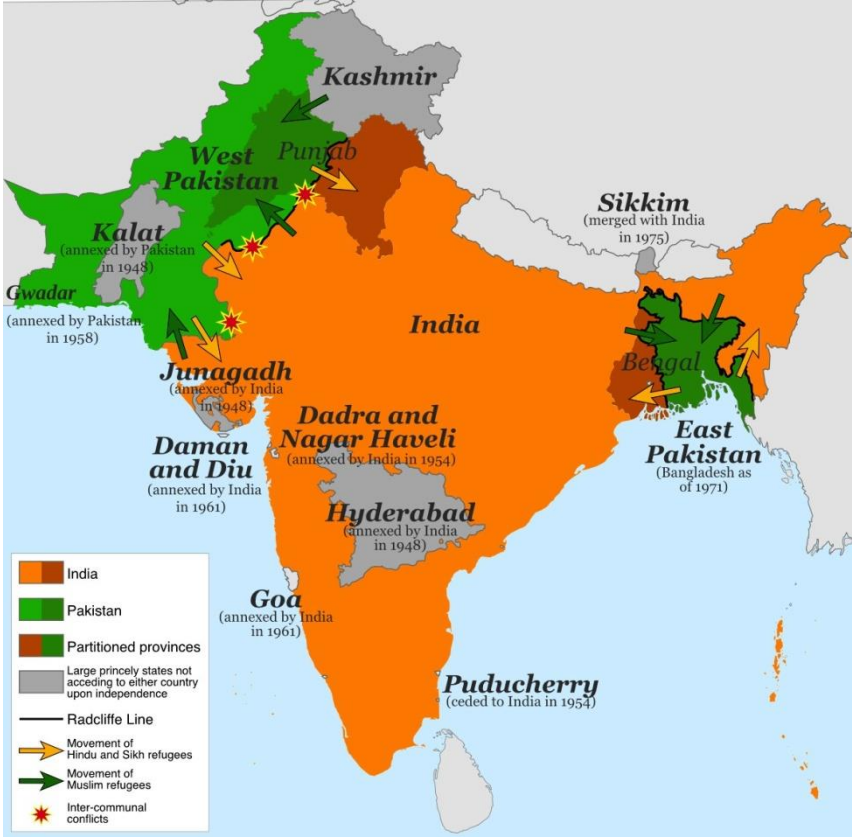 Kashmir
Punjab
West
Pakistan
Sikkim
(merged with India
in 1975)
Kalat
(annexed by Pakistan
in 1948)
Gwadar
(annexed by Pakistan
in 1958)
India
Bengal
Junagadh
(annexed by India
in 1948)
Dadra and
Nagar Haveli
(annexed by India in 1954)
Daman
and Diu
(annexed by India
in 1961)
East
Pakistan
(Bangladesh as
of 1971)
Hyderabad
(annexed by India
in 1948)
Goa
(annexed by India
in 1961)
Puducherry
(ceded to India in 1954)
India
Pakistan
Partitioned provinces
Large princely states not
acceding to either country
upon independence
Radcliffe Line
Movement of
Hindu and Sikh refugees
Movement of
Muslim refugees
Inter-communal
conflicts